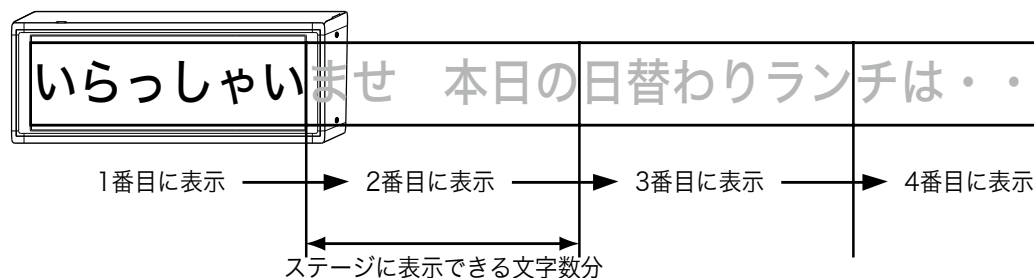 いらっしゃいませ　本日の日替わりランチは・・
1番目に表示
2番目に表示
3番目に表示
4番目に表示
ステージに表示できる文字数分